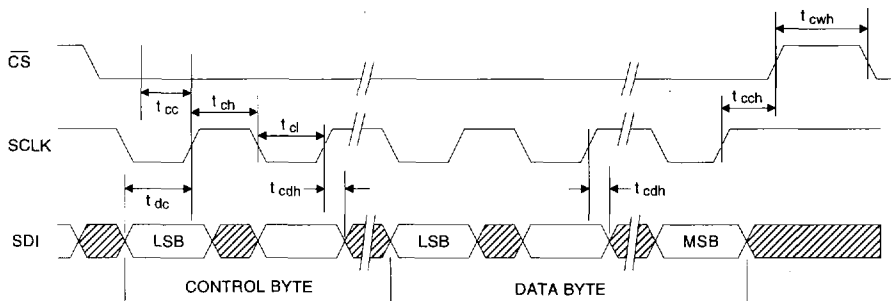 t cwh
CS
t cc
t ch
t cch
t cl
SCLK
t cdh
t cdh
t dc
SDI
LSB
LSB
MSB
CONTROL BYTE
DATA BYTE